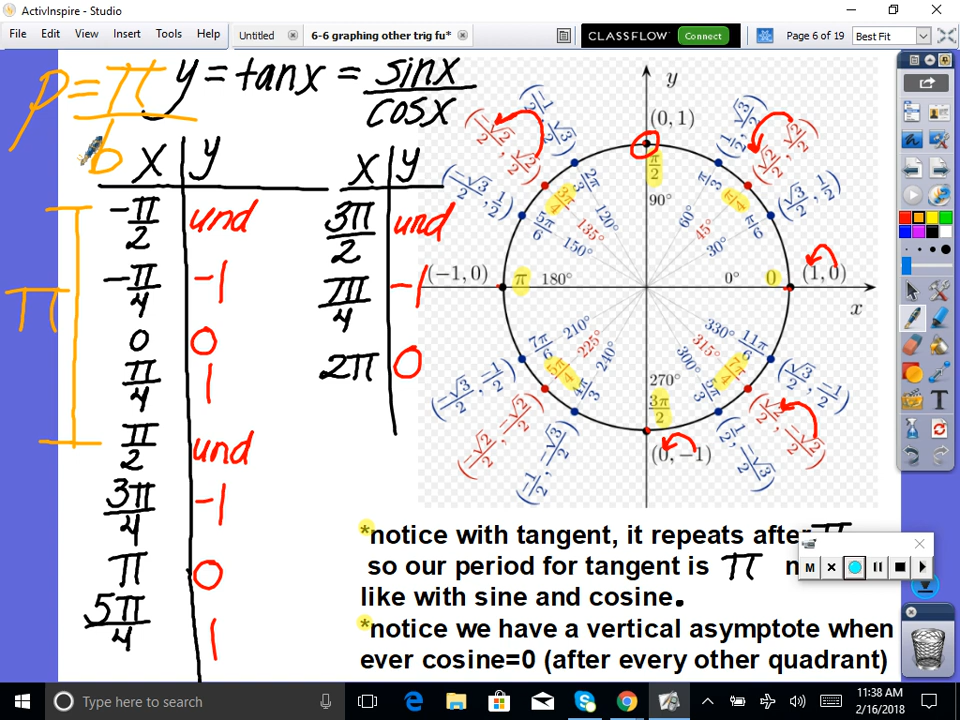 ActivInspire - Studio
File Edit View Insert Tools Help
Untitled
6-6 graphing other trig fu*
CLASSFLOW Connect
Page 6 of 19
Best Fit
P = π/b
y = tanx = sinx/cosx
x y
-π/2 und
-π/4 -1
0 0
π/4 1
π/2 und
3π/4 -1
π 0
5π/4 1
π
x y
3π/2 und
7π/4 -1
2π 0
y
(0, 1)
(-1/2, √3/2)
(1/2, √3/2)
(-√2/2, √2/2)
(√2/2, √2/2)
(-√3/2, 1/2)
(√3/2, 1/2)
π/2
90°
2π/3 120°
π/3 60°
3π/4 135°
π/4 45°
5π/6 150°
π/6 30°
(-1, 0) π 180°
0° 0 (1, 0)
x
7π/6 210°
330° 11π/6
5π/4 225°
315° 7π/4
4π/3 240°
300° 5π/3
270°
3π/2
(-√3/2, -1/2)
(√3/2, -1/2)
(-√2/2, -√2/2)
(√2/2, -√2/2)
(-1/2, -√3/2)
(1/2, -√3/2)
(0, -1)
*notice with tangent, it repeats after π
so our period for tangent is π
like with sine and cosine.
*notice we have a vertical asymptote when
ever cosine=0 (after every other quadrant)
M
Type here to search
11:38 AM
2/16/2018